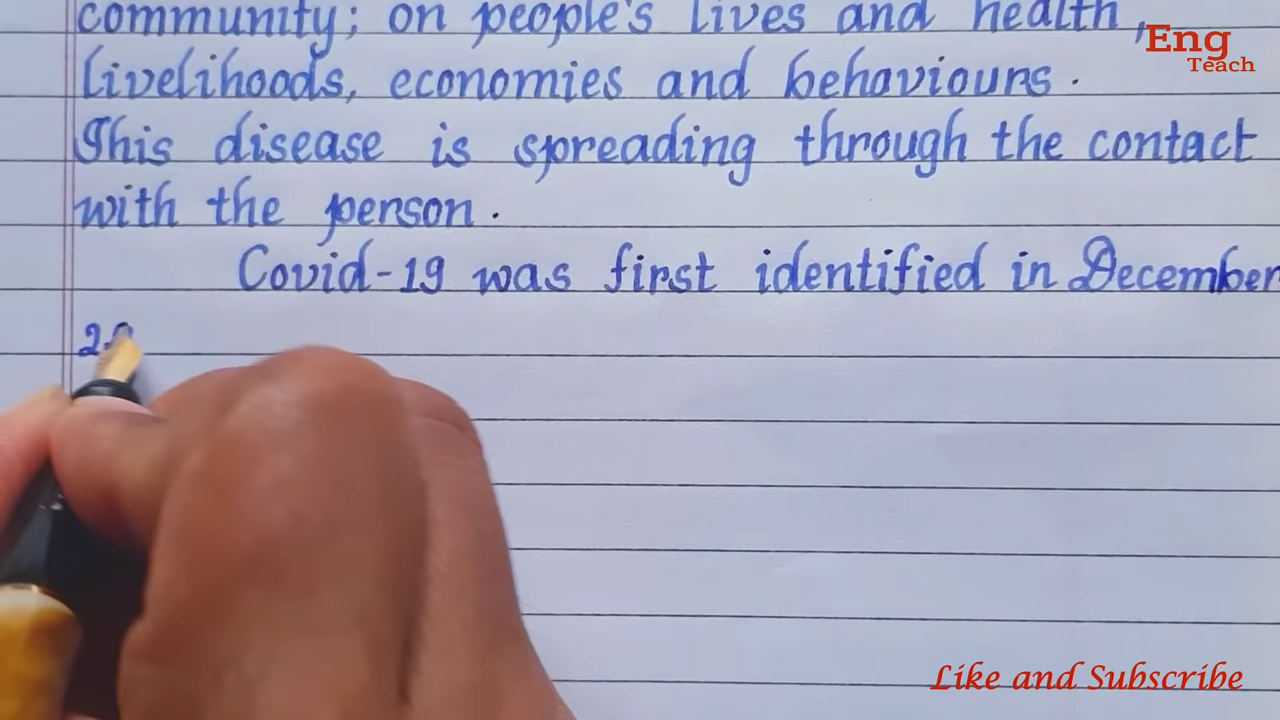 community; on people's lives and health,
livelihoods, economies and behaviours.
This disease is spreading through the contact
with the person.
Covid-19 was first identified in December
20
Eng
Teach
Like and Subscribe